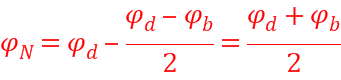 φ_N = φ_d – (φ_d – φ_b)/2 = (φ_d + φ_b)/2